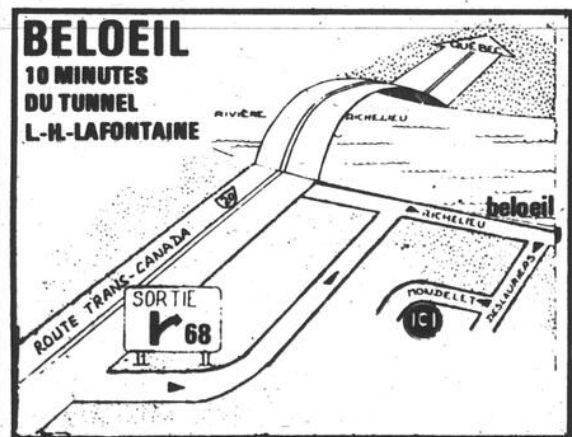 BELOEIL
10 MINUTES
DU TUNNEL
L.-H.-LAFONTAINE
QUÉBEC
RIVIÈRE
RICHELIEU
20
ROUTE TRANS-CANADA
beloeil
RICHELIEU
SORTIE
68
MONDELET
DESLAURIERS
ICI